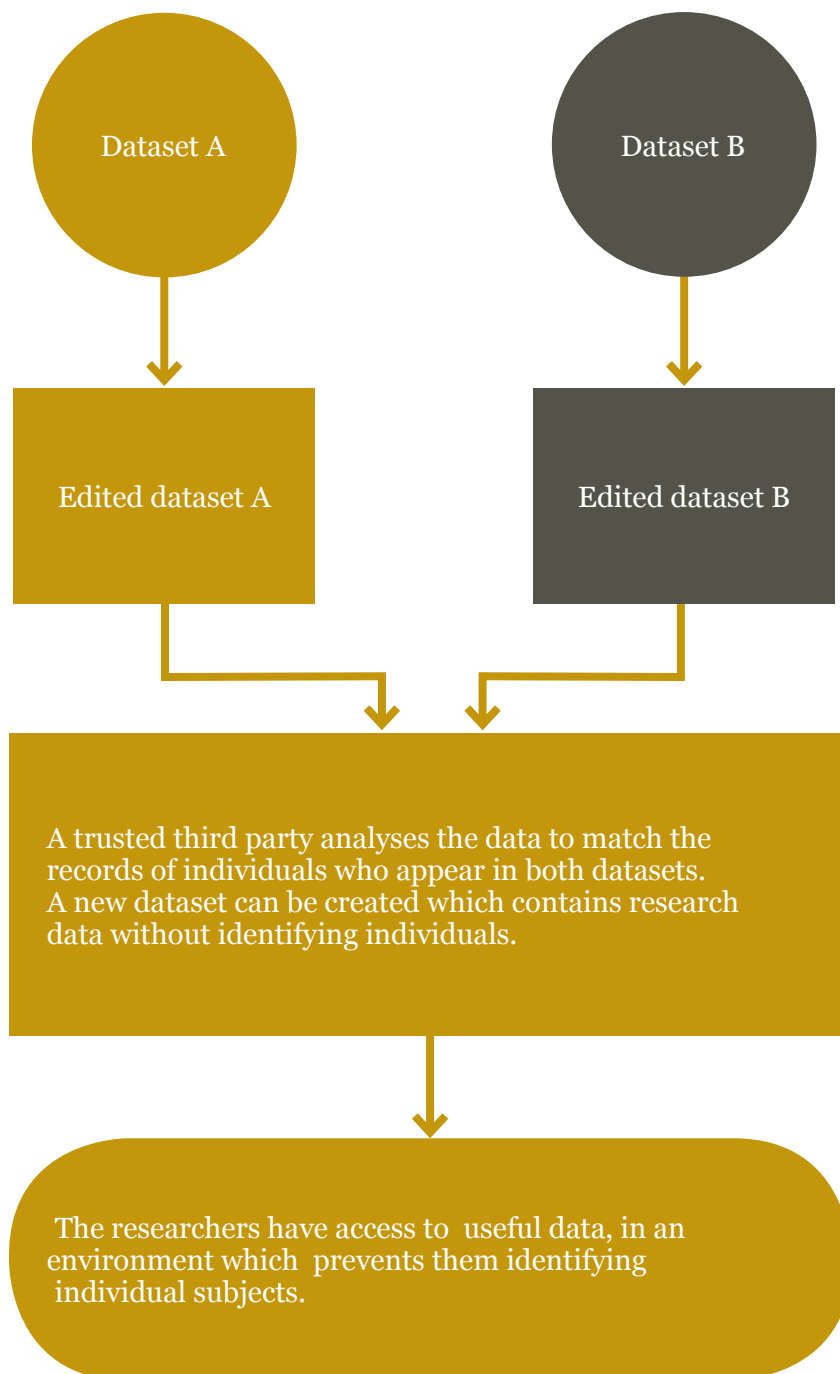 Dataset A
Dataset B
Edited dataset A
Edited dataset B
A trusted third party analyses the data to match the
records of individuals who appear in both datasets.
A new dataset can be created which contains research
data without identifying individuals.
The researchers have access to  useful data, in an
environment which  prevents them identifying
individual subjects.